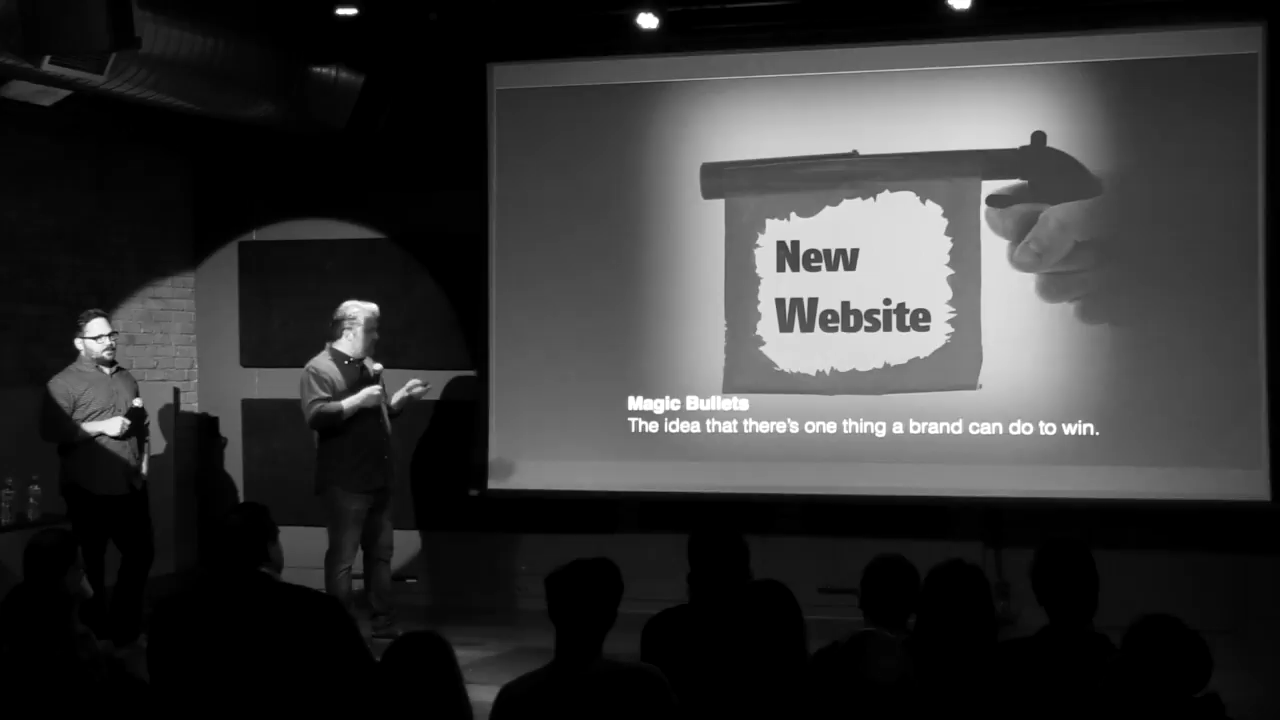 New
Website
Magic Bullets
The idea that there's one thing a brand can do to win.